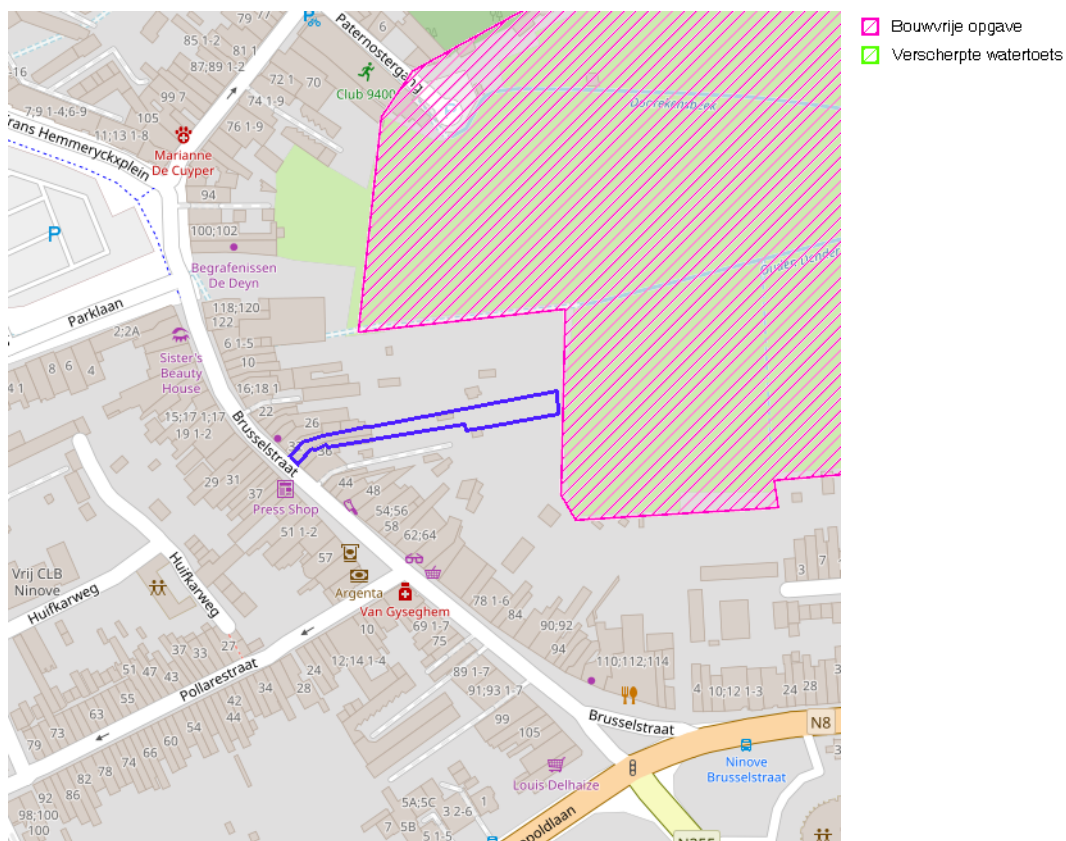 Bouwvrije opgave
Verscherpte watertoets
77
79
85 1-2
81 1
87;89 1-2
-16
72 1
70
6
Paternostergang
Club 9400
99 7
74 1-9
76 1-9
7;9 1-4;6-9
105
11;13 1-8
Frans Hemmeryckxplein
Marianne
De Cuyper
94
100;102
P
Begrafenissen
De Deyn
Parklaan
118;120
122
2;2A
6 1-5
10
8
6
4
4 1
Sister's
Beauty
House
16;18 1
15;17 1;17
22
26
19 1-2
Brusselstraat
29
31
37
44
48
Press Shop
54;56
58
51 1-2
62;64
57
Argenta
Van Gyseghem
Vrij CLB
Ninove
Huifkarweg
Huifkarweg
78 1-6
84
90;92
94
69 1-7
75
10
12;14 1-4
110;112;114
3
7
27
37
33
51
47
43
24
28
34
Pollarestraat
55
42
44
63
54
73
79
60
66
74
78
82
86
92
98;100
100
89 1-7
91;93 1-7
99
105
4
10;12 1-3
24
28
Brusselstraat
N8
Ninove
Brusselstraat
Louis Delhaize
5A;5C
3 2-6
1
7
5B
5 1-5